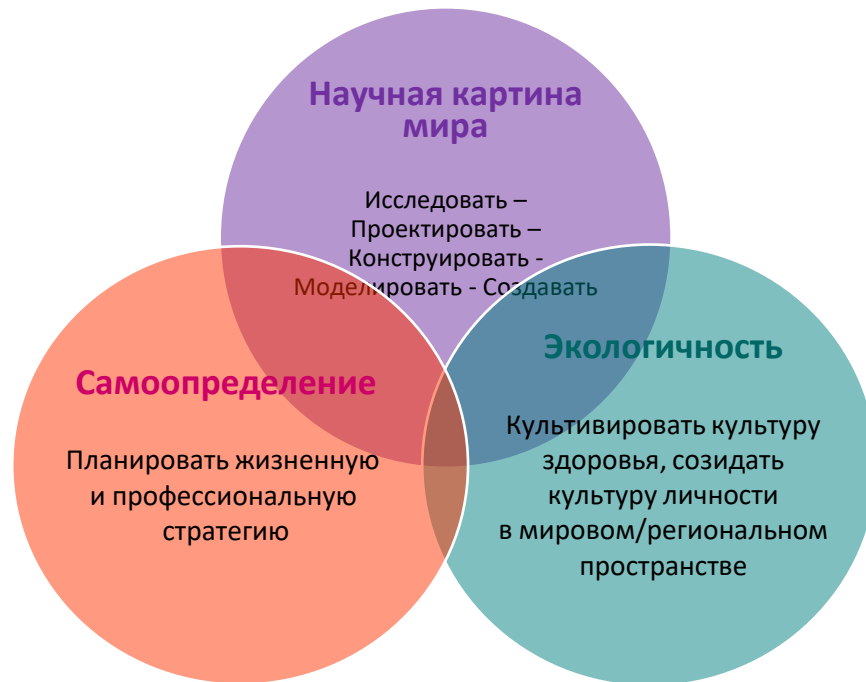 Научная картина
мира
Исследовать –
Проектировать –
Конструировать -
Моделировать - Создавать
Самоопределение
Планировать жизненную
и профессиональную
стратегию
Экологичность
Культивировать культуру
здоровья, созидать
культуру личности
в мировом/региональном
пространстве